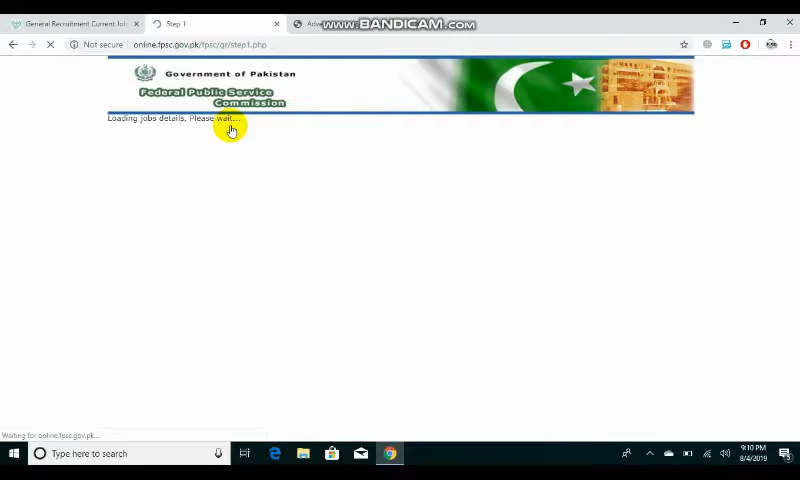 General Recruitment Current Job
Step 1
Adv
www.BANDICAM.com
Not secure
online.fpsc.gov.pk/fpsc/gr/step1.php
Government of Pakistan
Federal Public Service
Commission
Loading jobs details, Please wait...
Waiting for online.fpsc.gov.pk...
Type here to search
9:10 PM
8/4/2019